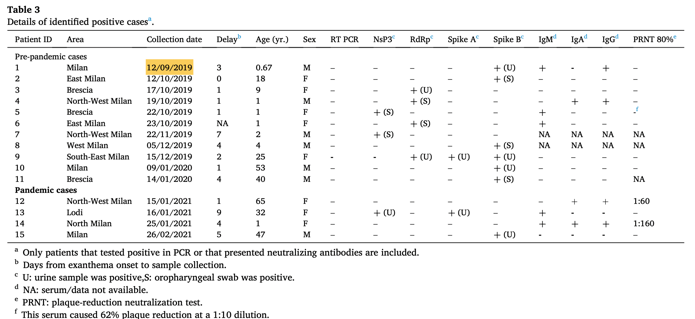 Table 3
Details of identified positive casesa.
Patient ID Area Collection date Delayb Age (yr.) Sex RT PCR NsP3c RdRpc Spike Ac Spike Bc IgMd IgAd IgGd PRNT 80%e
Pre-pandemic cases
1 Milan 12/09/2019 3 0.67 M – – – – + (U) + - + –
2 East Milan 12/10/2019 0 18 F – – – – + (S) – – – –
3 Brescia 17/10/2019 1 9 F – – + (U) – – – – – –
4 North-West Milan 19/10/2019 1 1 F – – + (S) – – – + + –
5 Brescia 22/10/2019 1 1 F – + (S) – – – + – – -f
6 East Milan 23/10/2019 NA 1 F – – + (S) – – + – – –
7 North-West Milan 22/11/2019 7 2 M – + (S) – – – NA NA NA NA
8 West Milan 05/12/2019 4 4 M – – – – + (S) NA NA NA NA
9 South-East Milan 15/12/2019 2 25 F - - + (U) + (U) + (U) – – – –
10 Milan 09/01/2020 1 53 M – – – – + (U) – – – –
11 Brescia 14/01/2020 4 40 M – – – – + (S) – – – NA
Pandemic cases
12 North-West Milan 15/01/2021 1 65 F – – – – – – + + 1:60
13 Lodi 16/01/2021 9 32 F – + (U) – + (U) – + - – –
14 North Milan 25/01/2021 4 1 F – – – – – + + + 1:160
15 Milan 26/02/2021 5 47 M – – – – + (U) - - - –
a Only patients that tested positive in PCR or that presented neutralizing antibodies are included.
b Days from exanthema onset to sample collection.
c U: urine sample was positive,S: oropharyngeal swab was positive.
d NA: serum/data not available.
e PRNT: plaque-reduction neutralization test.
f This serum caused 62% plaque reduction at a 1:10 dilution.